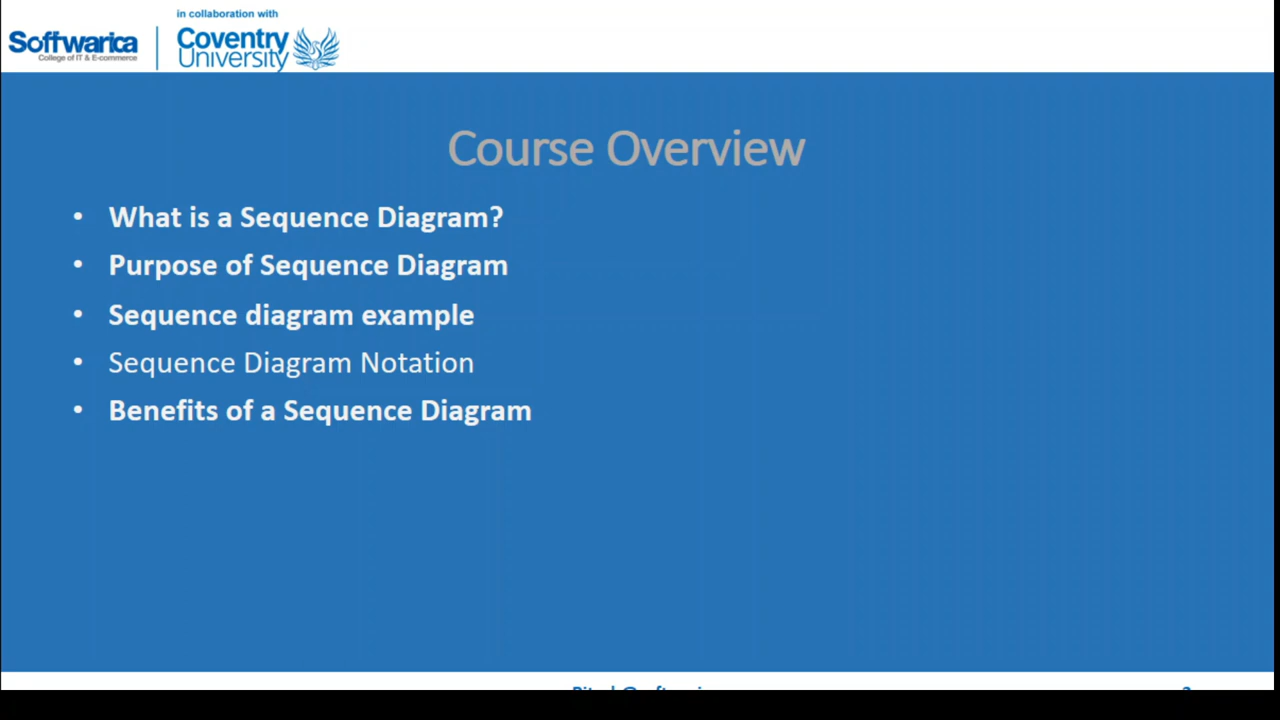 in collaboration with
Softwarica
College of IT & E-commerce
Coventry
University
Course Overview
• What is a Sequence Diagram?
• Purpose of Sequence Diagram
• Sequence diagram example
• Sequence Diagram Notation
• Benefits of a Sequence Diagram